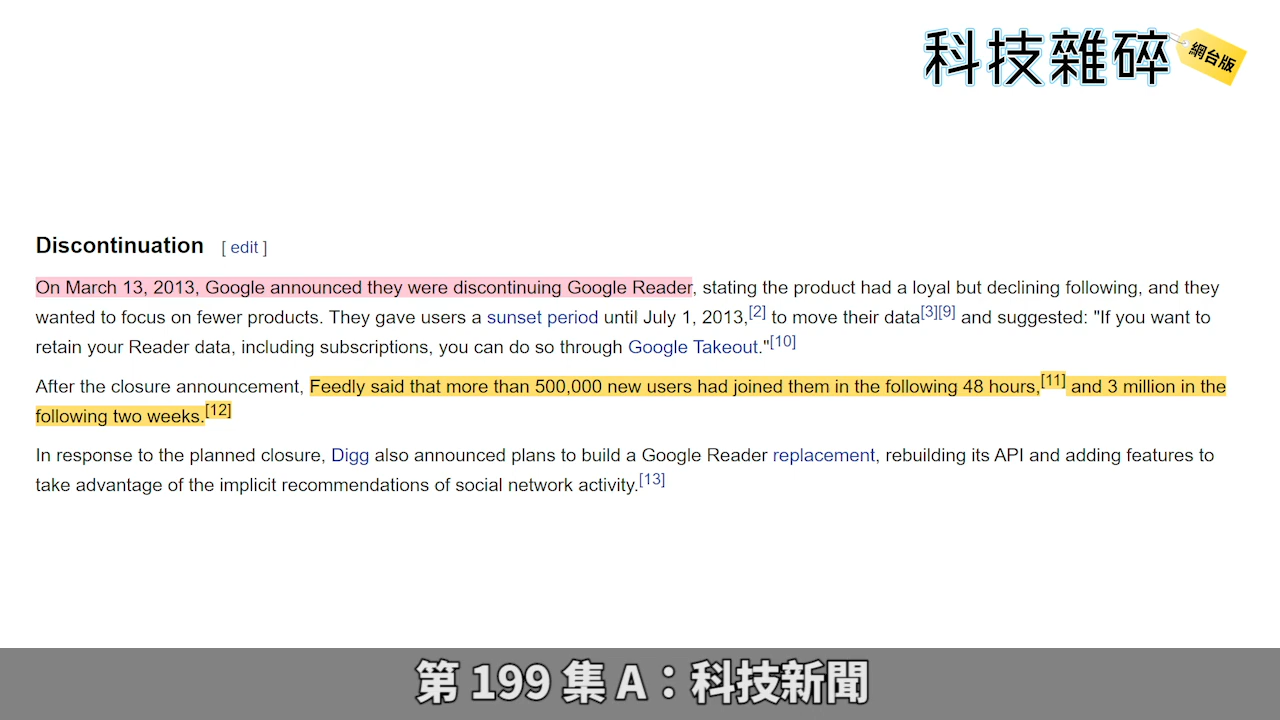 科技雜碎
網台版
Discontinuation [ edit ]
On March 13, 2013, Google announced they were discontinuing Google Reader, stating the product had a loyal but declining following, and they
wanted to focus on fewer products. They gave users a sunset period until July 1, 2013,[2] to move their data[3][9] and suggested: "If you want to
retain your Reader data, including subscriptions, you can do so through Google Takeout."[10]
After the closure announcement, Feedly said that more than 500,000 new users had joined them in the following 48 hours,[11] and 3 million in the
following two weeks.[12]
In response to the planned closure, Digg also announced plans to build a Google Reader replacement, rebuilding its API and adding features to
take advantage of the implicit recommendations of social network activity.[13]
第 199 集 A：科技新聞